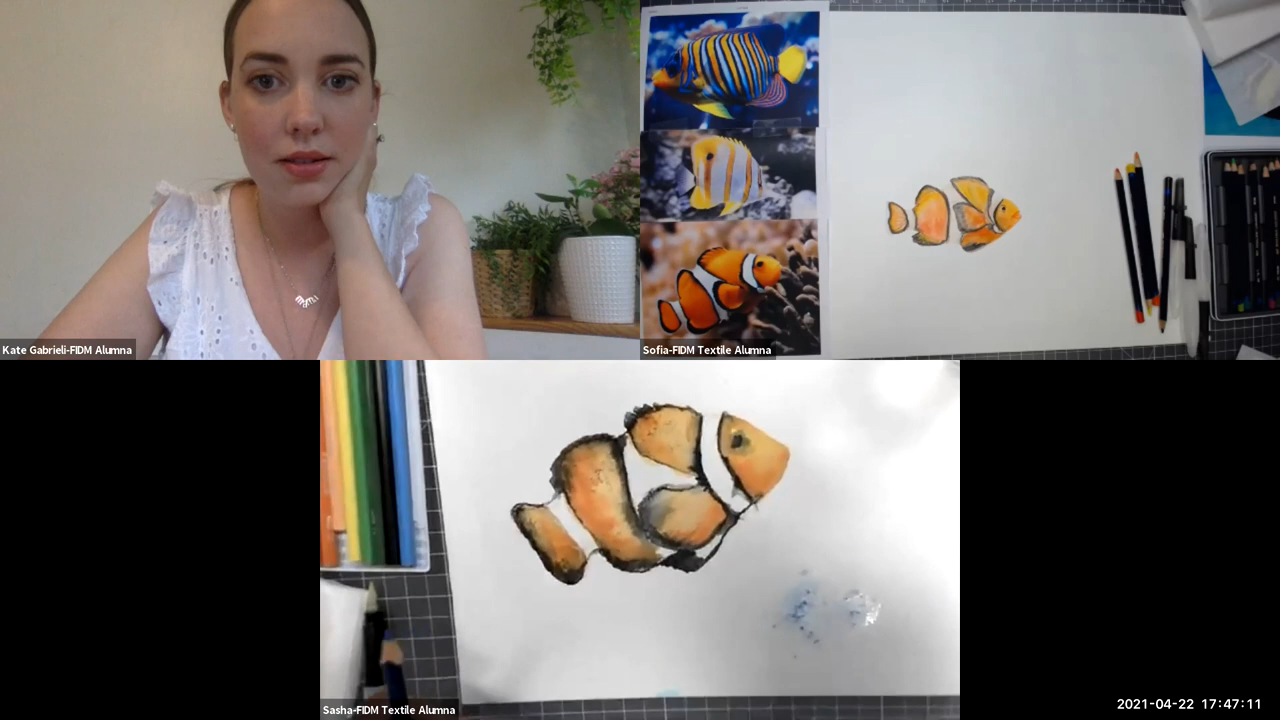 Kate Gabrieli-FIDM Alumna
Sofia-FIDM Textile Alumna
Sasha-FIDM Textile Alumna
2021-04-22 17:47:11